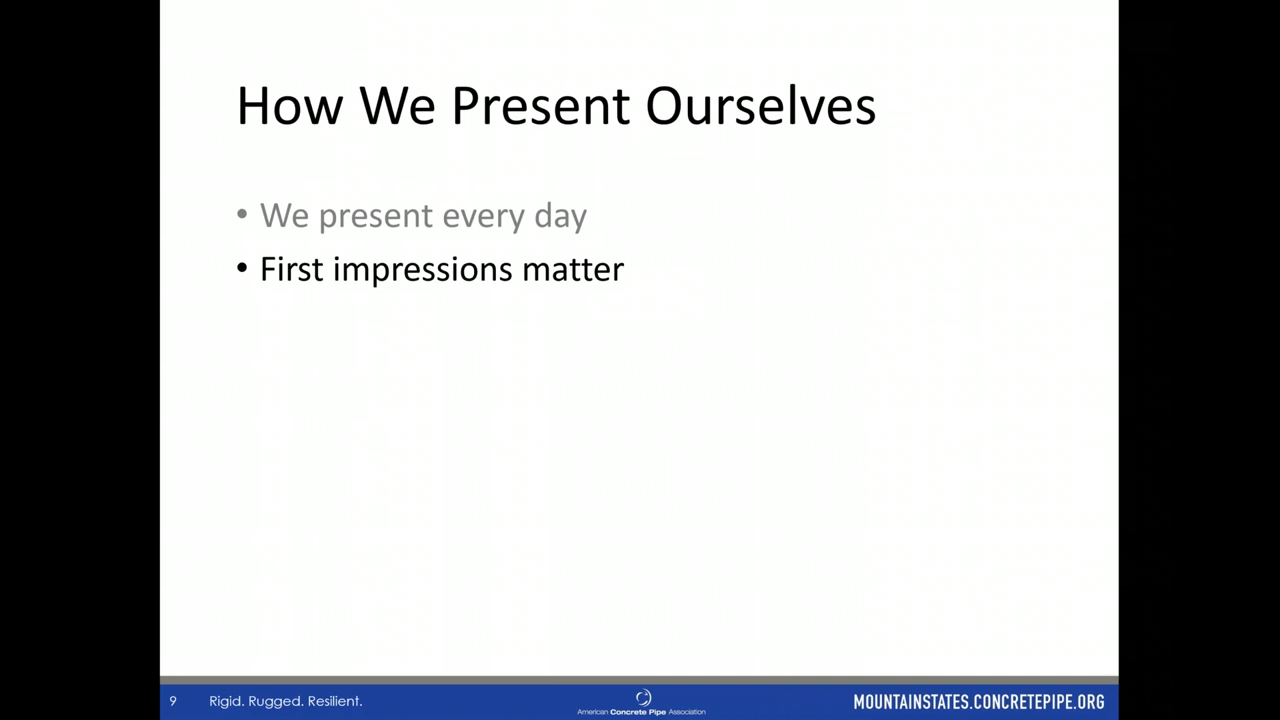 How We Present Ourselves
• We present every day
• First impressions matter
9 Rigid. Rugged. Resilient.
American Concrete Pipe Association
MOUNTAINSTATES.CONCRETEPIPE.ORG